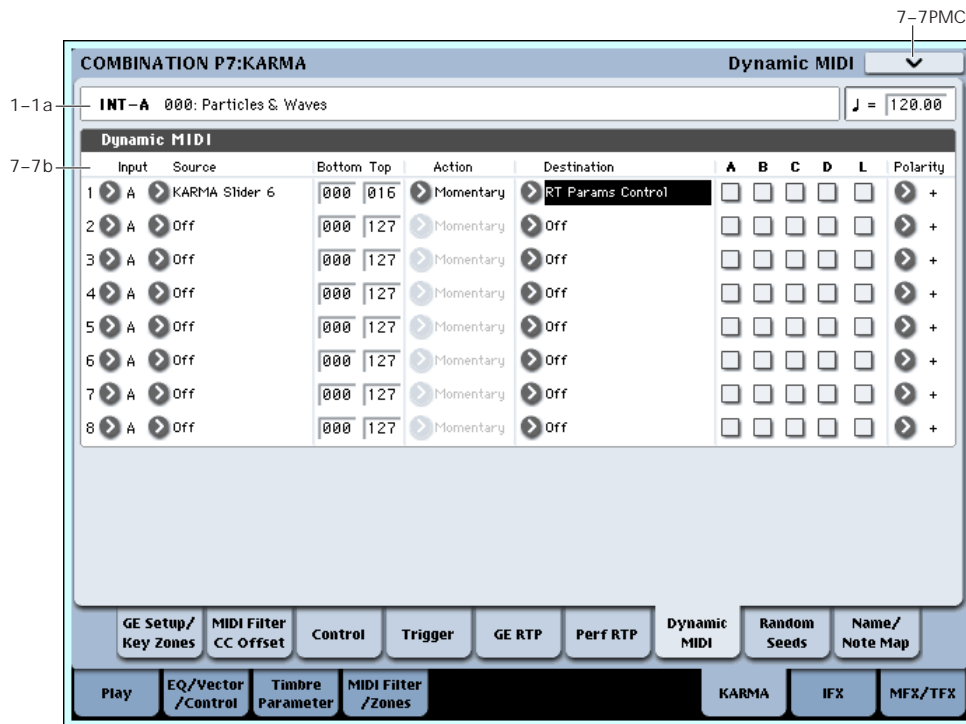 7-7PMC
COMBINATION P7:KARMA Dynamic MIDI
1-1a
INT-A 000: Particles & Waves ♩ = 120.00
Dynamic MIDI
7-7b
Input Source Bottom Top Action Destination A B C D L Polarity
1 A KARMA Slider 6 000 016 Momentary RT Params Control +
2 A Off 000 127 Momentary Off +
3 A Off 000 127 Momentary Off +
4 A Off 000 127 Momentary Off +
5 A Off 000 127 Momentary Off +
6 A Off 000 127 Momentary Off +
7 A Off 000 127 Momentary Off +
8 A Off 000 127 Momentary Off +
GE Setup/ Key Zones
MIDI Filter CC Offset
Control
Trigger
GE RTP
Perf RTP
Dynamic MIDI
Random Seeds
Name/ Note Map
Play
EQ/Vector /Control
Timbre Parameter
MIDI Filter /Zones
KARMA
IFX
MFX/TFX